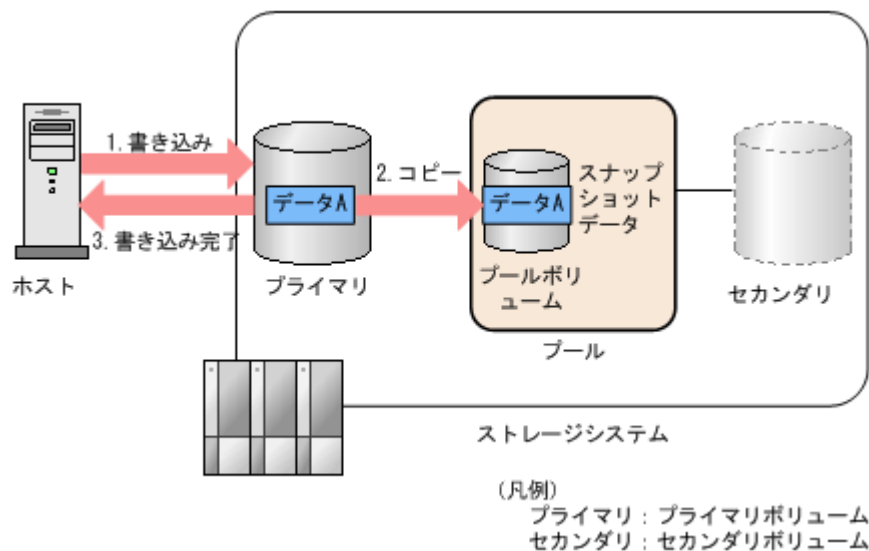 1.書き込み
データA
3.書き込み完了
ホスト
プライマリ
2.コピー
データA
スナップ
ショット
データ
プールボリ
ューム
プール
セカンダリ
ストレージシステム
(凡例)
プライマリ：プライマリボリューム
セカンダリ：セカンダリボリューム